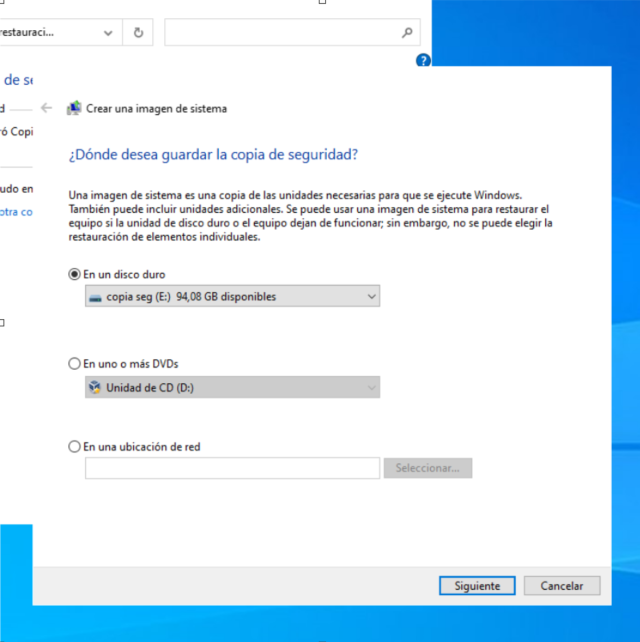 restauraci...
?
de se
d
Crear una imagen de sistema
ró Copi
¿Dónde desea guardar la copia de seguridad?
udo en
Una imagen de sistema es una copia de las unidades necesarias para que se ejecute Windows.
También puede incluir unidades adicionales. Se puede usar una imagen de sistema para restaurar el
otra co
equipo si la unidad de disco duro o el equipo dejan de funcionar; sin embargo, no se puede elegir la
restauración de elementos individuales.
En un disco duro
copia seg (E:) 94,08 GB disponibles
En uno o más DVDs
Unidad de CD (D:)
En una ubicación de red
Seleccionar...
Siguiente
Cancelar